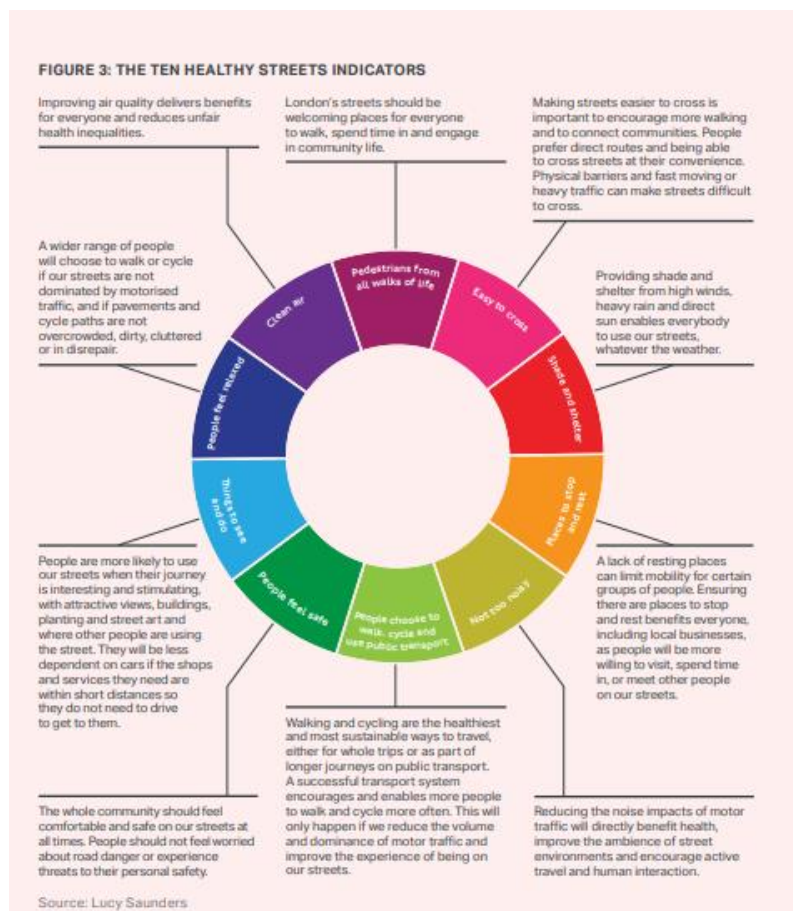 FIGURE 3: THE TEN HEALTHY STREETS INDICATORS
Improving air quality delivers benefits
for everyone and reduces unfair
health inequalities.
London's streets should be
welcoming places for everyone
to walk, spend time in and engage
in community life.
Making streets easier to cross is
important to encourage more walking
and to connect communities. People
prefer direct routes and being able
to cross streets at their convenience.
Physical barriers and fast moving or
heavy traffic can make streets difficult
to cross.
A wider range of people
will choose to walk or cycle
if our streets are not
dominated by motorised
traffic, and if pavements and
cycle paths are not
overcrowded, dirty, cluttered
or in disrepair.
Providing shade and
shelter from high winds,
heavy rain and direct
sun enables everybody
to use our streets,
whatever the weather.
Pedestrians from
all walks of life
Easy to cross
Shade and shelter
Places to stop
and rest
Not too noisy
People choose to
walk, cycle and
use public transport
People feel safe
Things to see
and do
People feel relaxed
Clean air
People are more likely to use
our streets when their journey
is interesting and stimulating,
with attractive views, buildings,
planting and street art and
where other people are using
the street. They will be less
dependent on cars if the shops
and services they need are
within short distances so
they do not need to drive
to get to them.
A lack of resting places
can limit mobility for certain
groups of people. Ensuring
there are places to stop
and rest benefits everyone,
including local businesses,
as people will be more
willing to visit, spend time
in, or meet other people
on our streets.
The whole community should feel
comfortable and safe on our streets at
all times. People should not feel worried
about road danger or experience
threats to their personal safety.
Walking and cycling are the healthiest
and most sustainable ways to travel,
either for whole trips or as part of
longer journeys on public transport.
A successful transport system
encourages and enables more people
to walk and cycle more often. This will
only happen if we reduce the volume
and dominance of motor traffic and
improve the experience of being on
our streets.
Reducing the noise impacts of motor
traffic will directly benefit health,
improve the ambience of street
environments and encourage active
travel and human interaction.
Source: Lucy Saunders